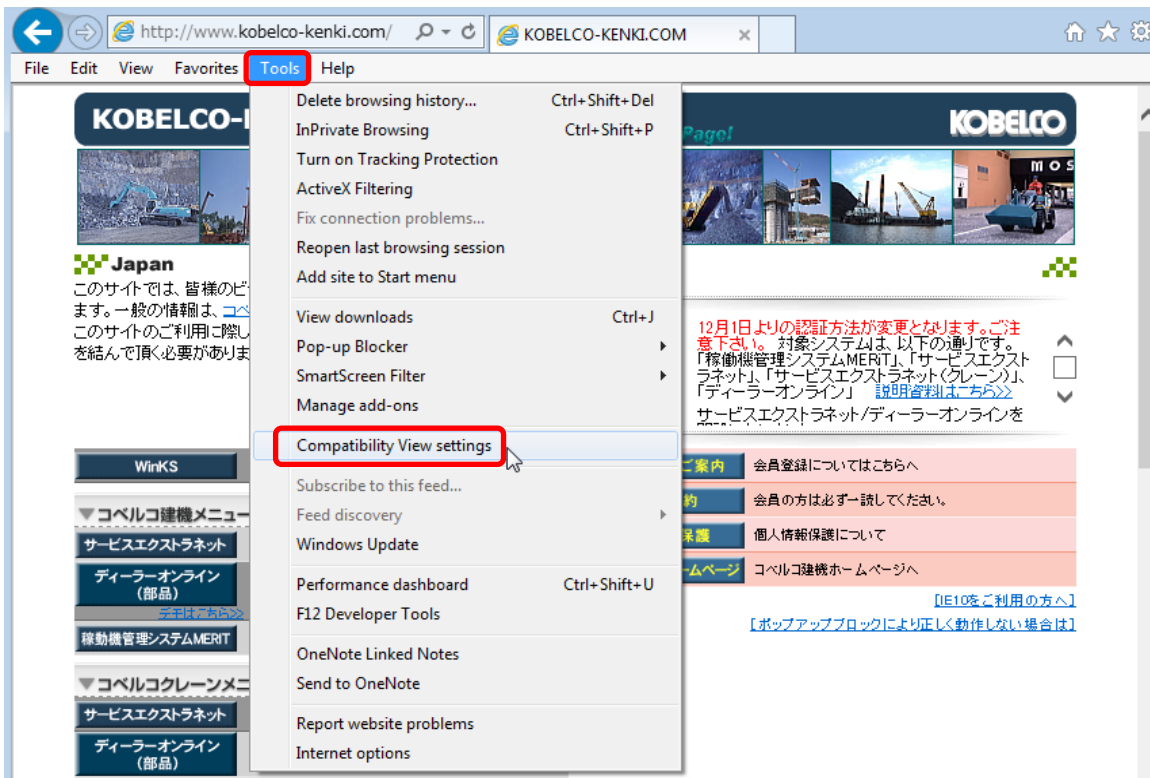 http://www.kobelco-kenki.com/
KOBELCO-KENKI.COM
File Edit View Favorites Tools Help
Delete browsing history... Ctrl+Shift+Del
InPrivate Browsing Ctrl+Shift+P
Turn on Tracking Protection
ActiveX Filtering
Fix connection problems...
Reopen last browsing session
Add site to Start menu
View downloads Ctrl+J
Pop-up Blocker
SmartScreen Filter
Manage add-ons
Compatibility View settings
Subscribe to this feed...
Feed discovery
Windows Update
Performance dashboard Ctrl+Shift+U
F12 Developer Tools
OneNote Linked Notes
Send to OneNote
Report website problems
Internet options
KOBELCO-
Page!
KOBELCO
MOS
Japan
このサイトでは、皆様のビ
ます。一般の情報は、コベ
このサイトのご利用に際し
を結んで頂く必要がありま
12月1日よりの認証方法が変更となります。ご注
意下さい。 対象システムは、以下の通りです。
「稼働機管理システムMERiT」、「サービスエクスト
ラネット」、「サービスエクストラネット(クレーン)」、
「ディーラーオンライン」 説明資料はこちら>>
サービスエクストラネット/ディーラーオンラインを
WinKS
▼コベルコ建機メニュー
サービスエクストラネット
ディーラーオンライン
(部品)
デモはこちら>>
稼動機管理システムMERIT
▼コベルコクレーンメニ
サービスエクストラネット
ディーラーオンライン
(部品)
ご案内 会員登録についてはこちらへ
約 会員の方は必ず一読してください。
保護 個人情報保護について
ームページ コベルコ建機ホームページへ
[IE10をご利用の方へ]
[ポップアップブロックにより正しく動作しない場合は]